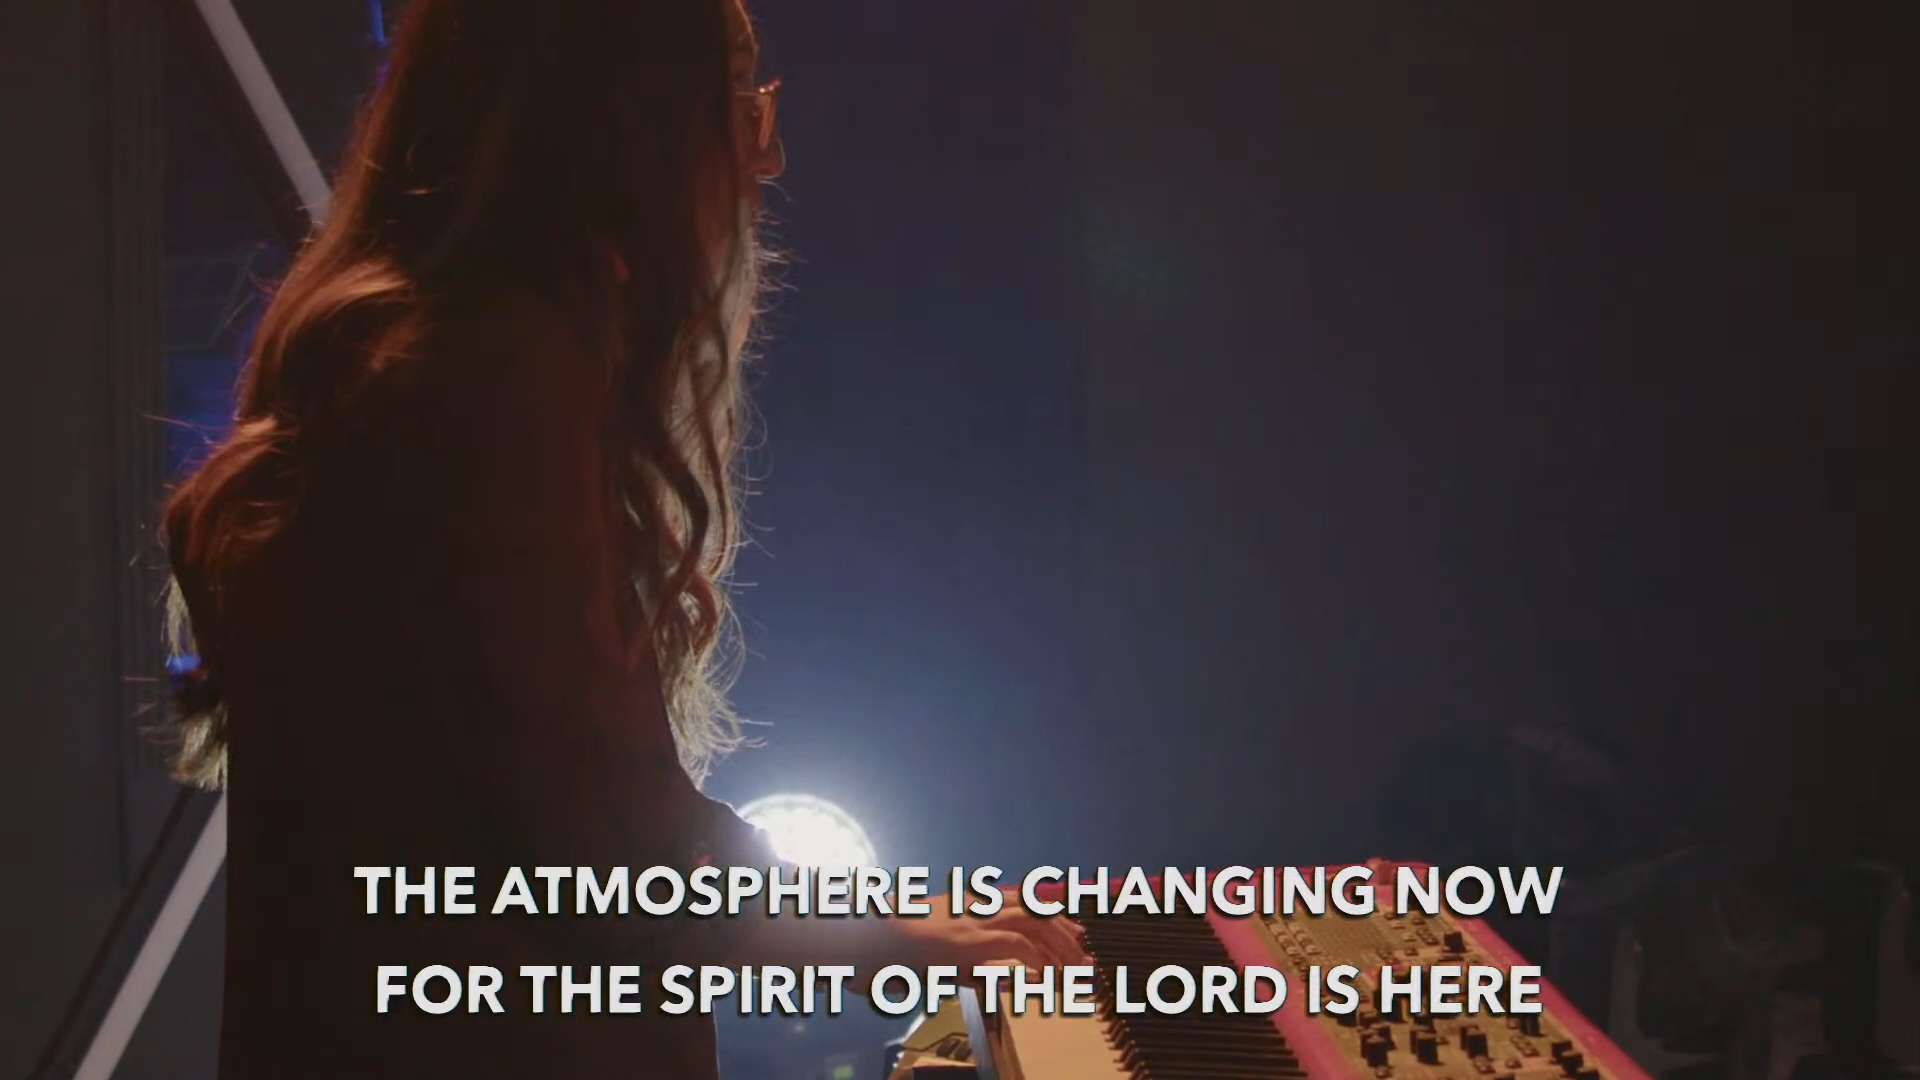 THE ATMOSPHERE IS CHANGING NOW
FOR THE SPIRIT OF THE LORD IS HERE